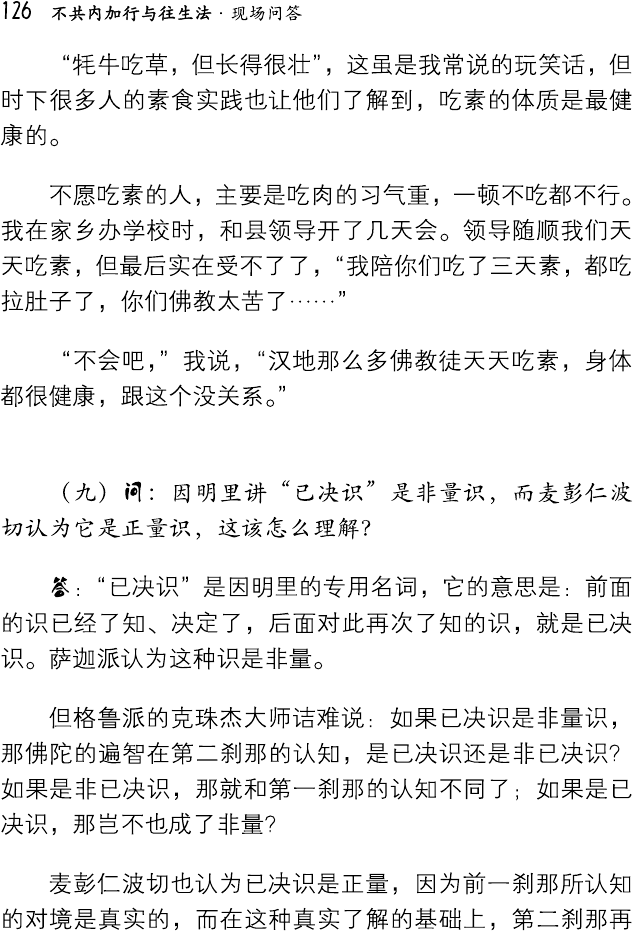 126 不共内加行与往生法·现场问答
“牦牛吃草，但长得很壮”，这虽是我常说的玩笑话，但
时下很多人的素食实践也让他们了解到，吃素的体质是最健
康的。
不愿吃素的人，主要是吃肉的习气重，一顿不吃都不行。
我在家乡办学校时，和县领导开了几天会。领导随顺我们天
天吃素，但最后实在受不了了，“我陪你们吃了三天素，都吃
拉肚子了，你们佛教太苦了……”
“不会吧，”我说，“汉地那么多佛教徒天天吃素，身体
都很健康，跟这个没关系。”
（九）问：因明里讲“已决识”是非量识，而麦彭仁波
切认为它是正量识，这该怎么理解？
答：“已决识”是因明里的专用名词，它的意思是：前面
的识已经了知、决定了，后面对此再次了知的识，就是已决
识。萨迦派认为这种识是非量。
但格鲁派的克珠杰大师诘难说：如果已决识是非量识，
那佛陀的遍智在第二刹那的认知，是已决识还是非已决识？
如果是非已决识，那就和第一刹那的认知不同了；如果是已
决识，那岂不也成了非量？
麦彭仁波切也认为已决识是正量，因为前一刹那所认知
的对境是真实的，而在这种真实了解的基础上，第二刹那再